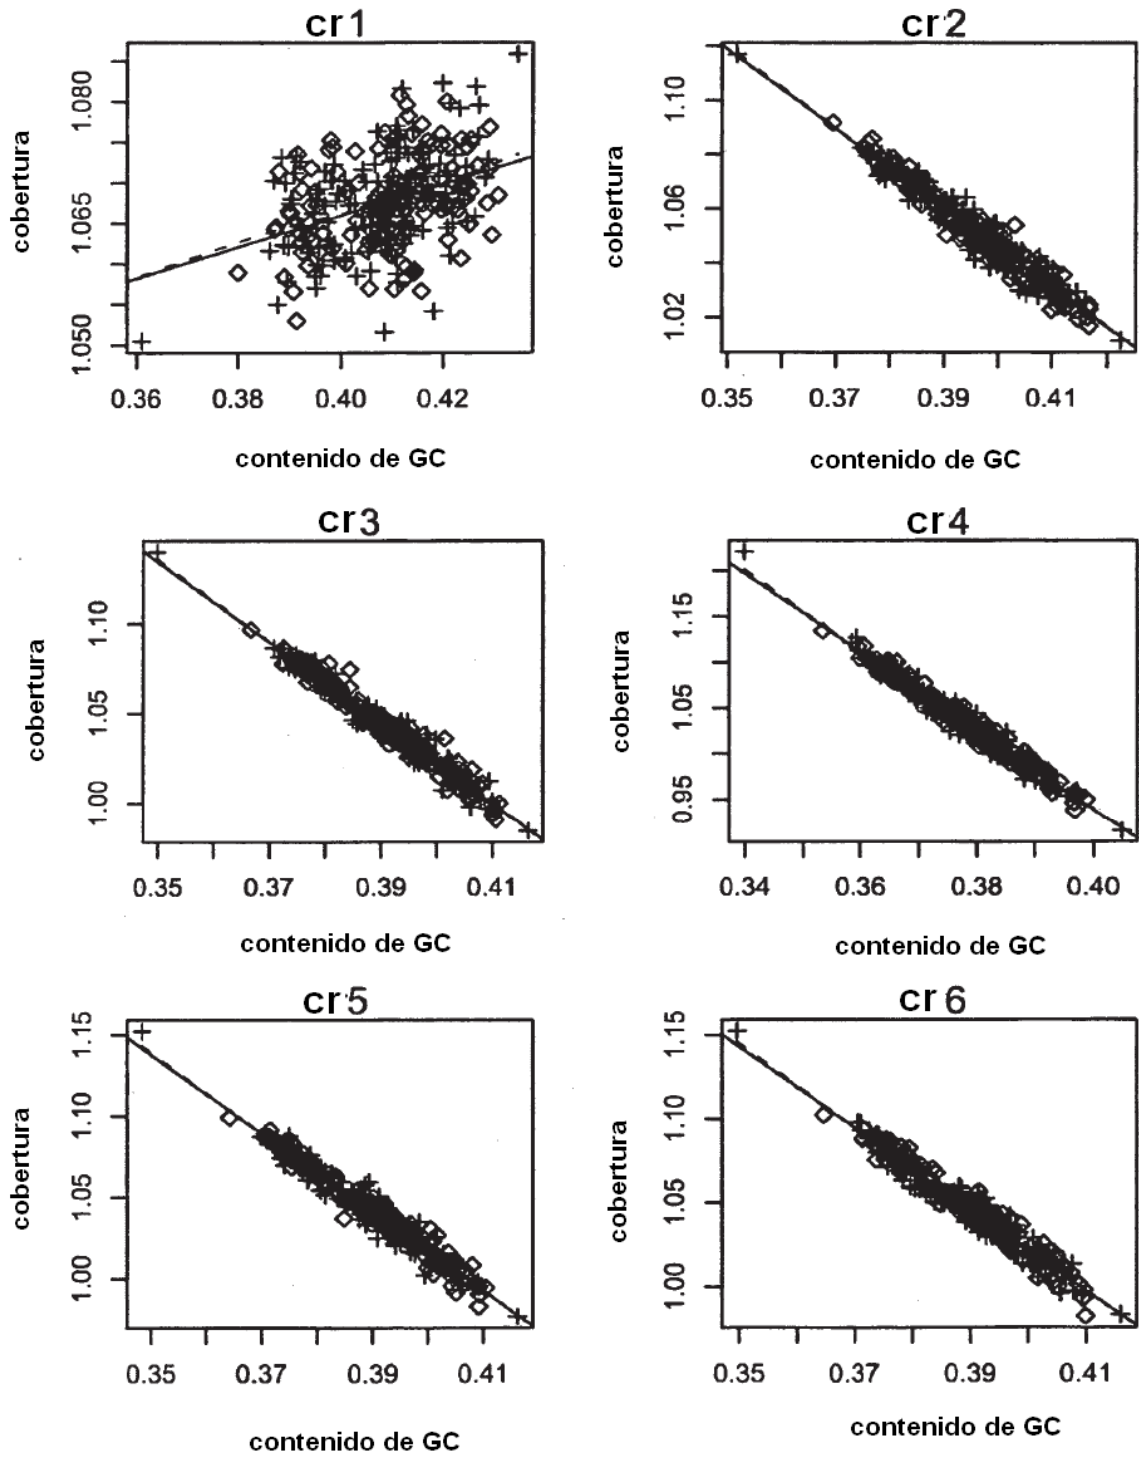 cr1
cobertura
1.080
1.065
1.050
0.36 0.38 0.40 0.42
contenido de GC
cr2
cobertura
1.10
1.06
1.02
0.35 0.37 0.39 0.41
contenido de GC
cr3
cobertura
1.10
1.05
1.00
0.35 0.37 0.39 0.41
contenido de GC
cr4
cobertura
1.15
1.05
0.95
0.34 0.36 0.38 0.40
contenido de GC
cr5
cobertura
1.15
1.10
1.05
1.00
0.35 0.37 0.39 0.41
contenido de GC
cr6
cobertura
1.15
1.10
1.05
1.00
0.35 0.37 0.39 0.41
contenido de GC